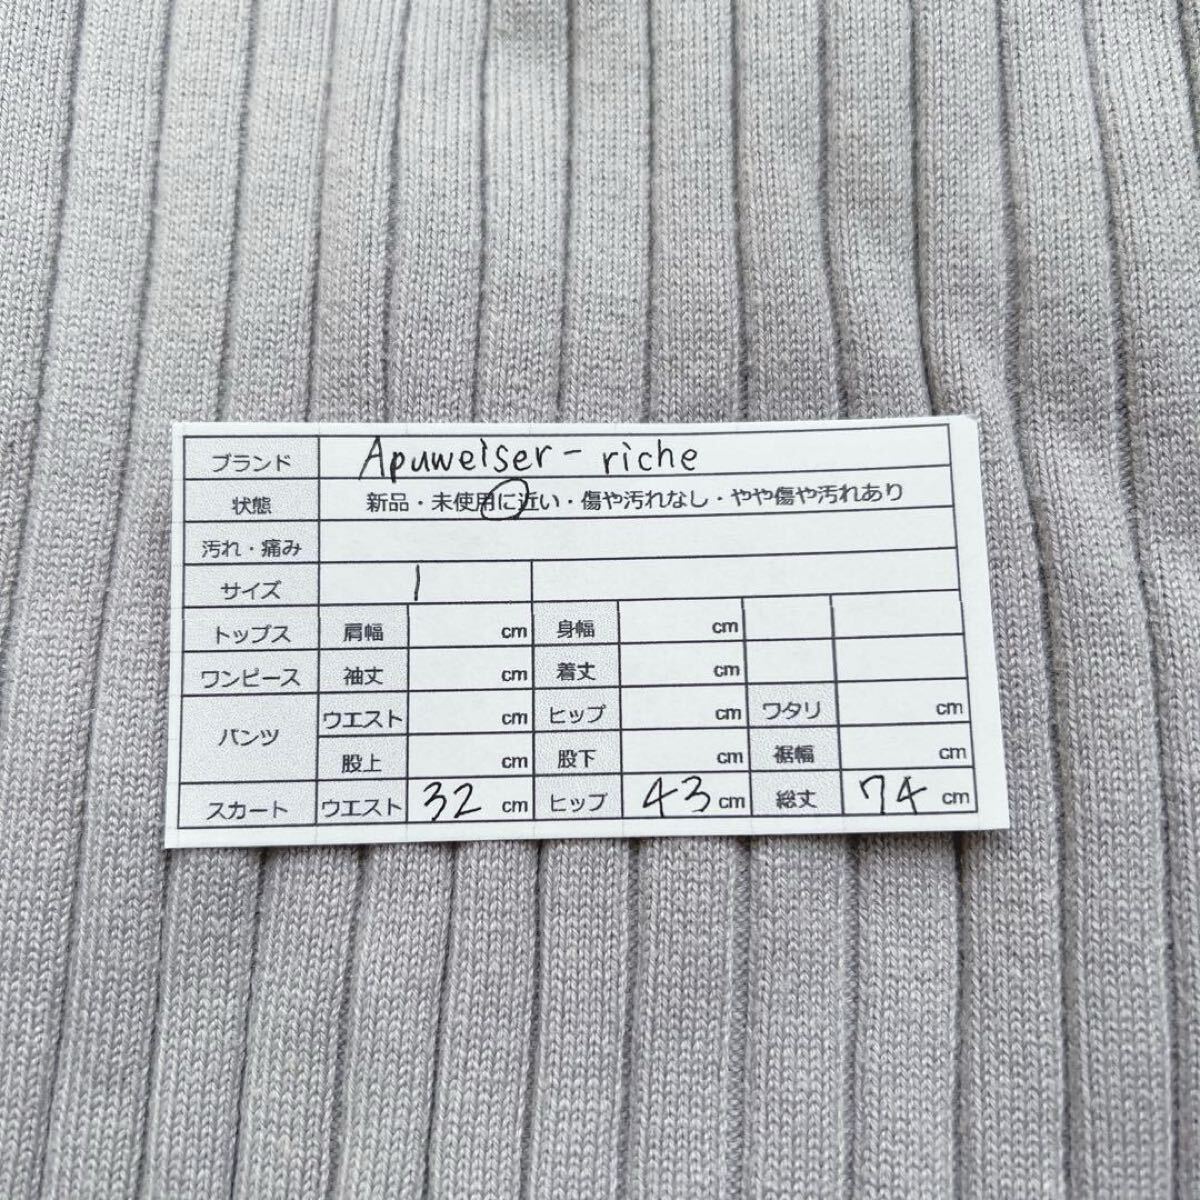 ブランド Apuweiser-riche
状態 新品・未使用に近い・傷や汚れなし・やや傷や汚れあり
汚れ・痛み
サイズ 1
トップス 肩幅 cm 身幅 cm
ワンピース 袖丈 cm 着丈 cm
パンツ ウエスト cm ヒップ cm ワタリ cm
股上 cm 股下 cm 裾幅 cm
スカート ウエスト 32 cm ヒップ 43 cm 総丈 74 cm